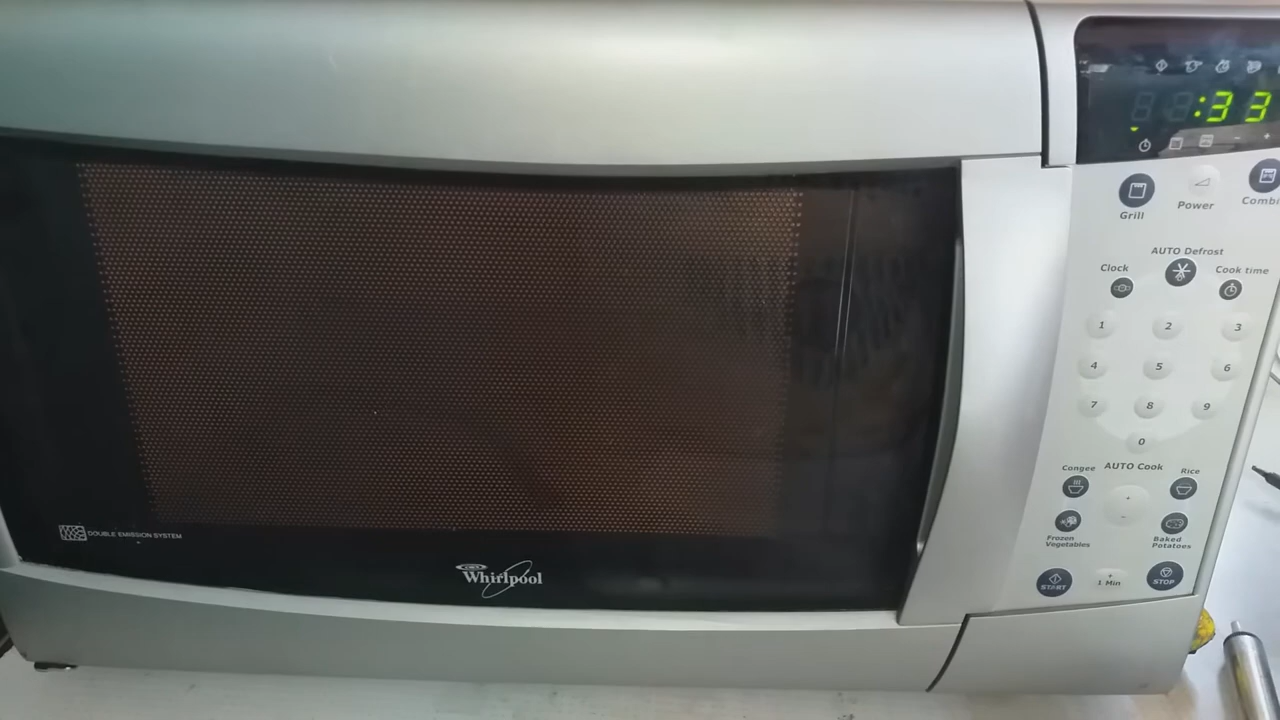 :33
Grill
Power
Combi
AUTO Defrost
Clock
Cook time
1
2
3
4
5
6
7
8
9
0
AUTO Cook
Congee
Rice
+
-
Frozen
Vegetables
Baked
Potatoes
START
+
1 Min
STOP
DOUBLE EMISSION SYSTEM
Whirlpool